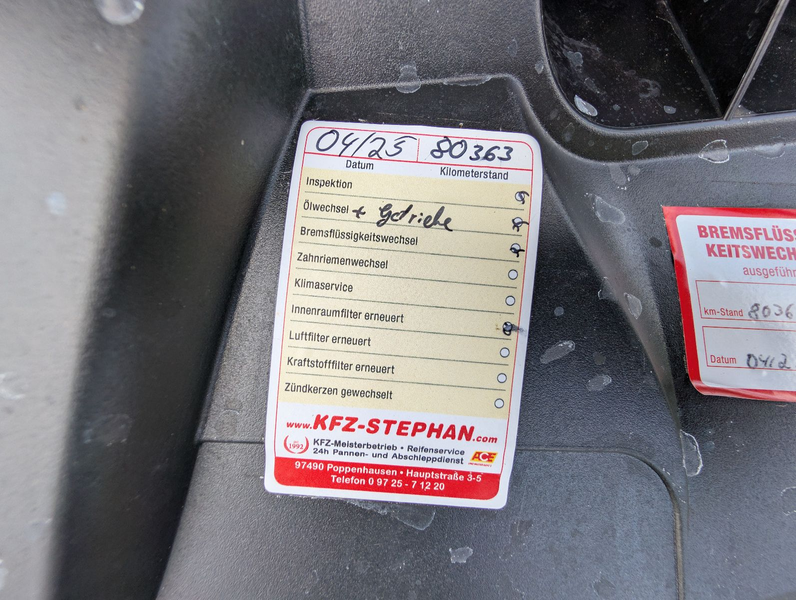 04/25 80363
Datum Kilometerstand
Inspektion
Ölwechsel + Getriebe
Bremsflüssigkeitswechsel
Zahnriemenwechsel
Klimaservice
Innenraumfilter erneuert
Luftfilter erneuert
Kraftstofffilter erneuert
Zündkerzen gewechselt
www.KFZ-STEPHAN.com
1992
KFZ-Meisterbetrieb • Reifenservice
24h Pannen- und Abschleppdienst
ACE
97490 Poppenhausen • Hauptstraße 3-5
Telefon 0 97 25 - 7 12 20
BREMSFLÜSS
KEITSWECH
ausgeführ
km-Stand 8036
Datum 04/2